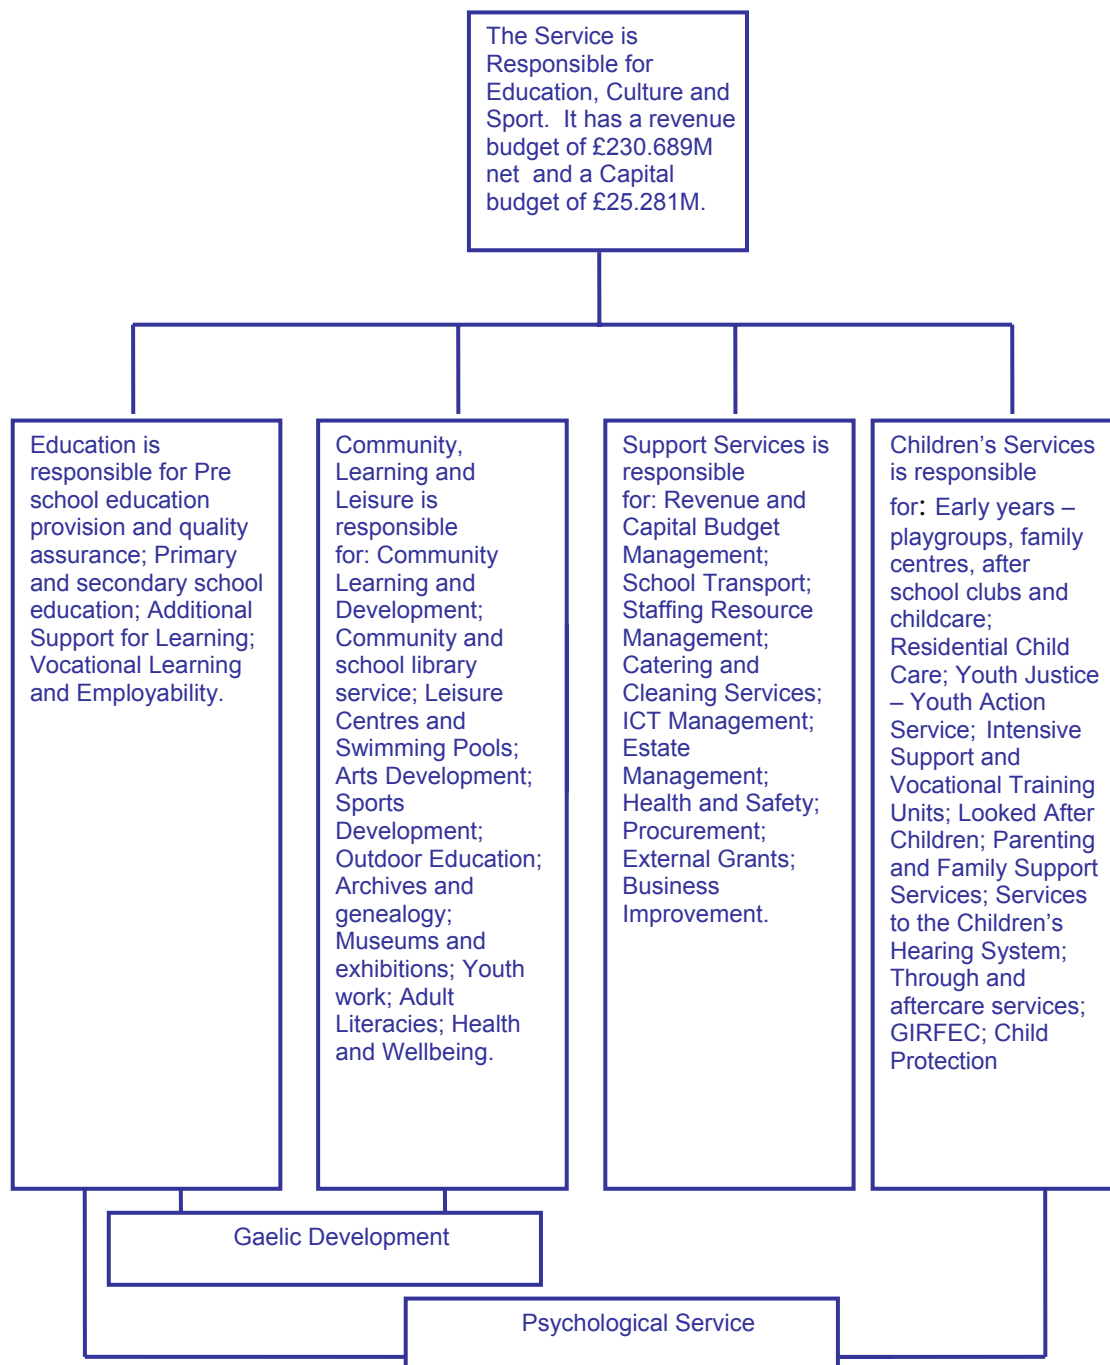 The Service is
Responsible for
Education, Culture and
Sport.  It has a revenue
budget of £230.689M
net  and a Capital
budget of £25.281M.
Education is
responsible for Pre
school education
provision and quality
assurance; Primary
and secondary school
education; Additional
Support for Learning;
Vocational Learning
and Employability.
Community,
Learning and
Leisure is
responsible
for: Community
Learning and
Development;
Community and
school library
service; Leisure
Centres and
Swimming Pools;
Arts Development;
Sports
Development;
Outdoor Education;
Archives and
genealogy;
Museums and
exhibitions; Youth
work; Adult
Literacies; Health
and Wellbeing.
Support Services is
responsible
for: Revenue and
Capital Budget
Management;
School Transport;
Staffing Resource
Management;
Catering and
Cleaning Services;
ICT Management;
Estate
Management;
Health and Safety;
Procurement;
External Grants;
Business
Improvement.
Children’s Services
is responsible
for: Early years –
playgroups, family
centres, after
school clubs and
childcare;
Residential Child
Care; Youth Justice
– Youth Action
Service; Intensive
Support and
Vocational Training
Units; Looked After
Children; Parenting
and Family Support
Services; Services
to the Children’s
Hearing System;
Through and
aftercare services;
GIRFEC; Child
Protection
Gaelic Development
Psychological Service